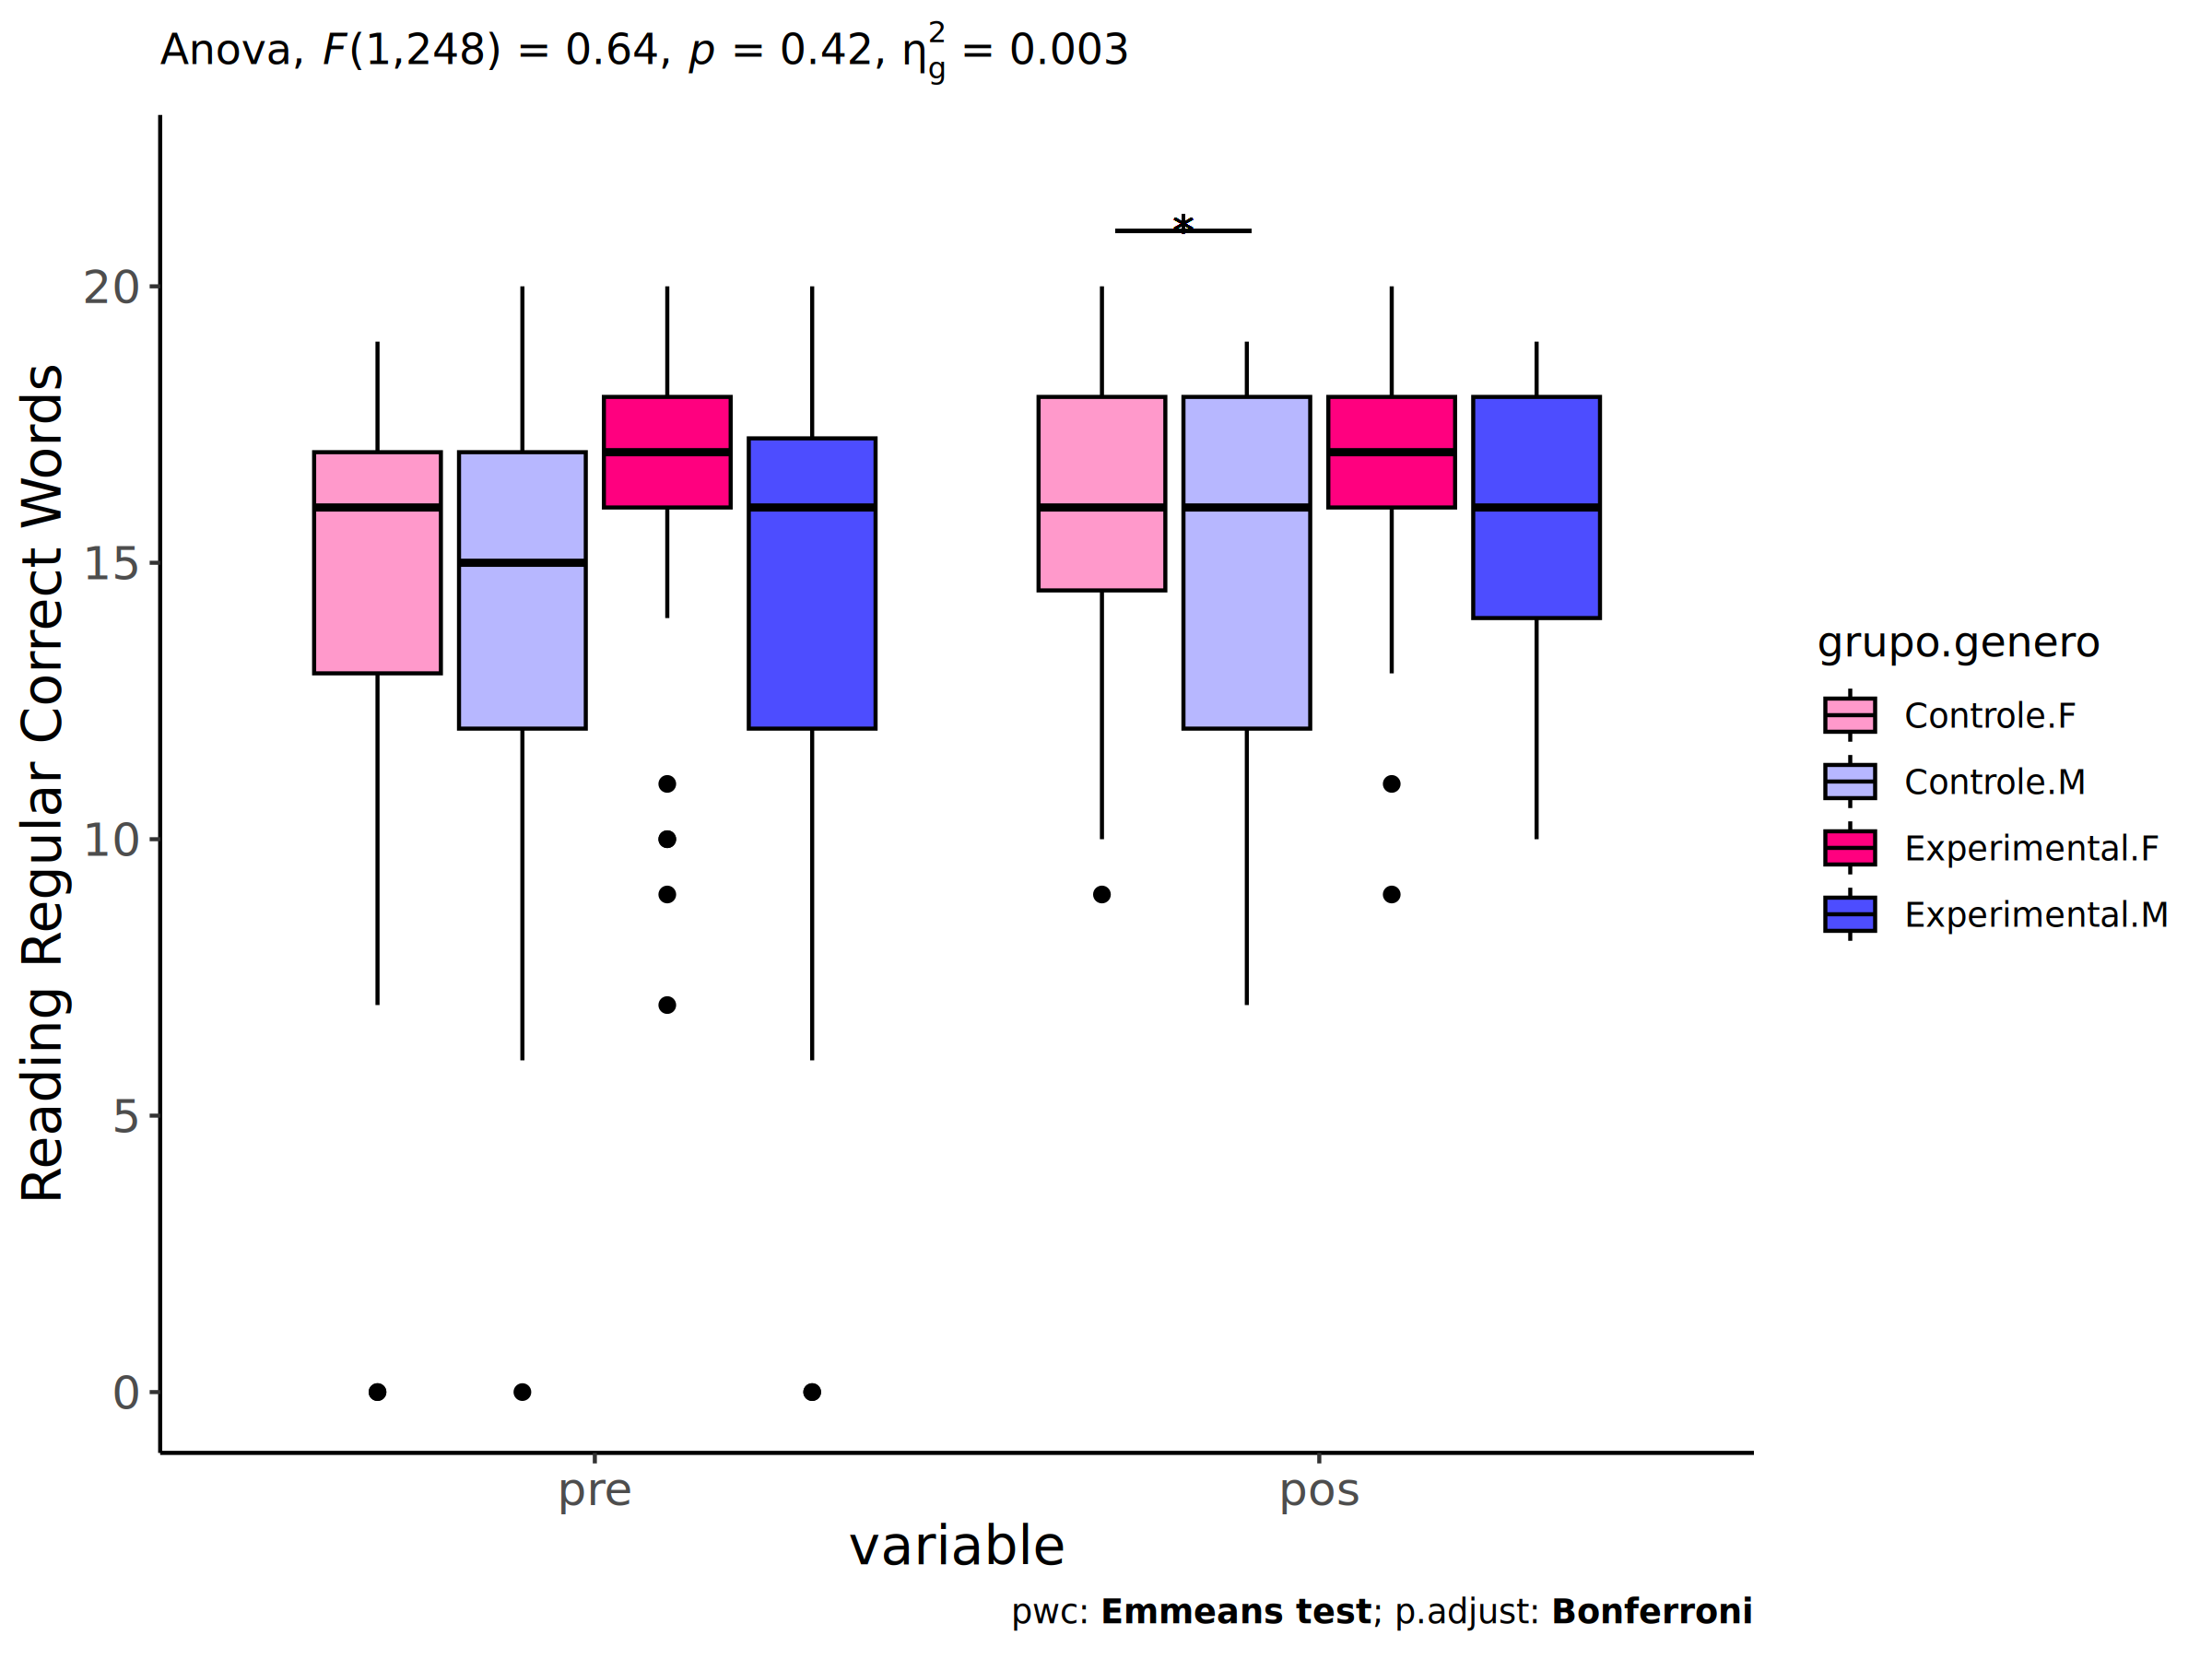 Anova, F(1,248) = 0.64, p = 0.42, η²g = 0.003
*
Reading Regular Correct Words
20
15
10
5
0
pre pos
variable
grupo.genero
Controle.F
Controle.M
Experimental.F
Experimental.M
pwc: Emmeans test; p.adjust: Bonferroni